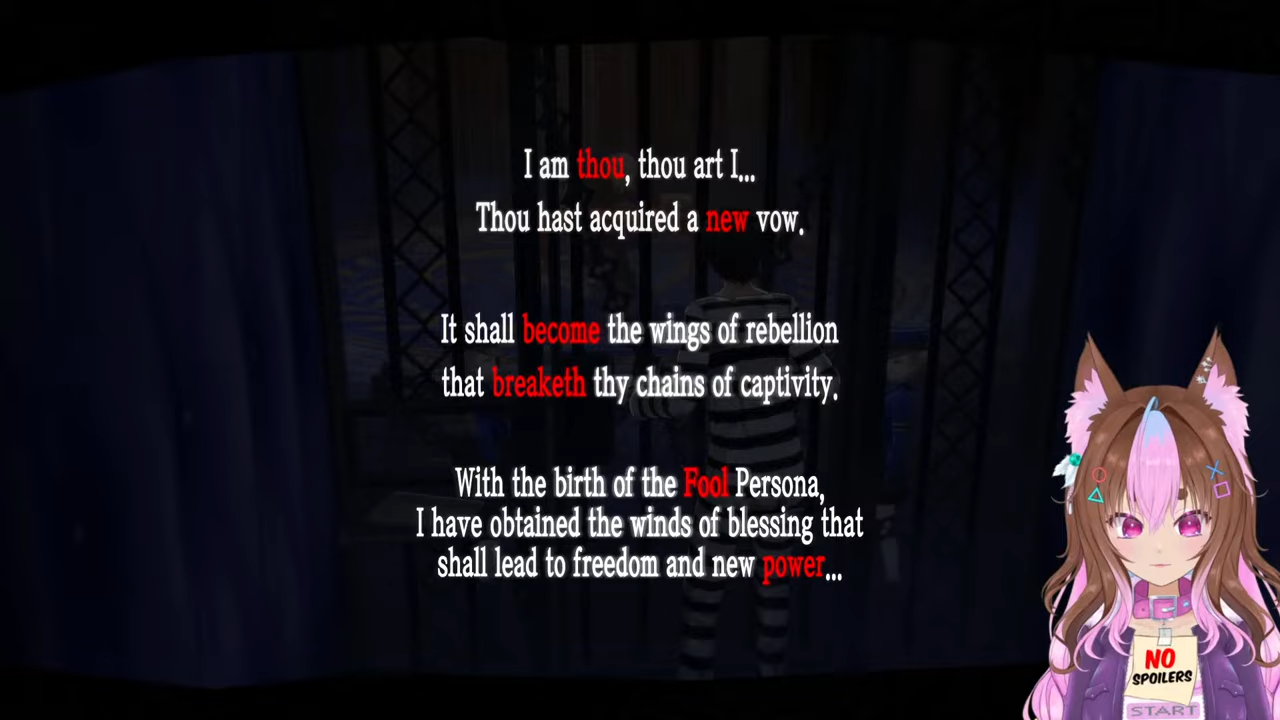 I am thou, thou art I...
Thou hast acquired a new vow.
It shall become the wings of rebellion
that breaketh thy chains of captivity.
With the birth of the Fool Persona,
I have obtained the winds of blessing that
shall lead to freedom and new power...
NO
SPOILERS
START